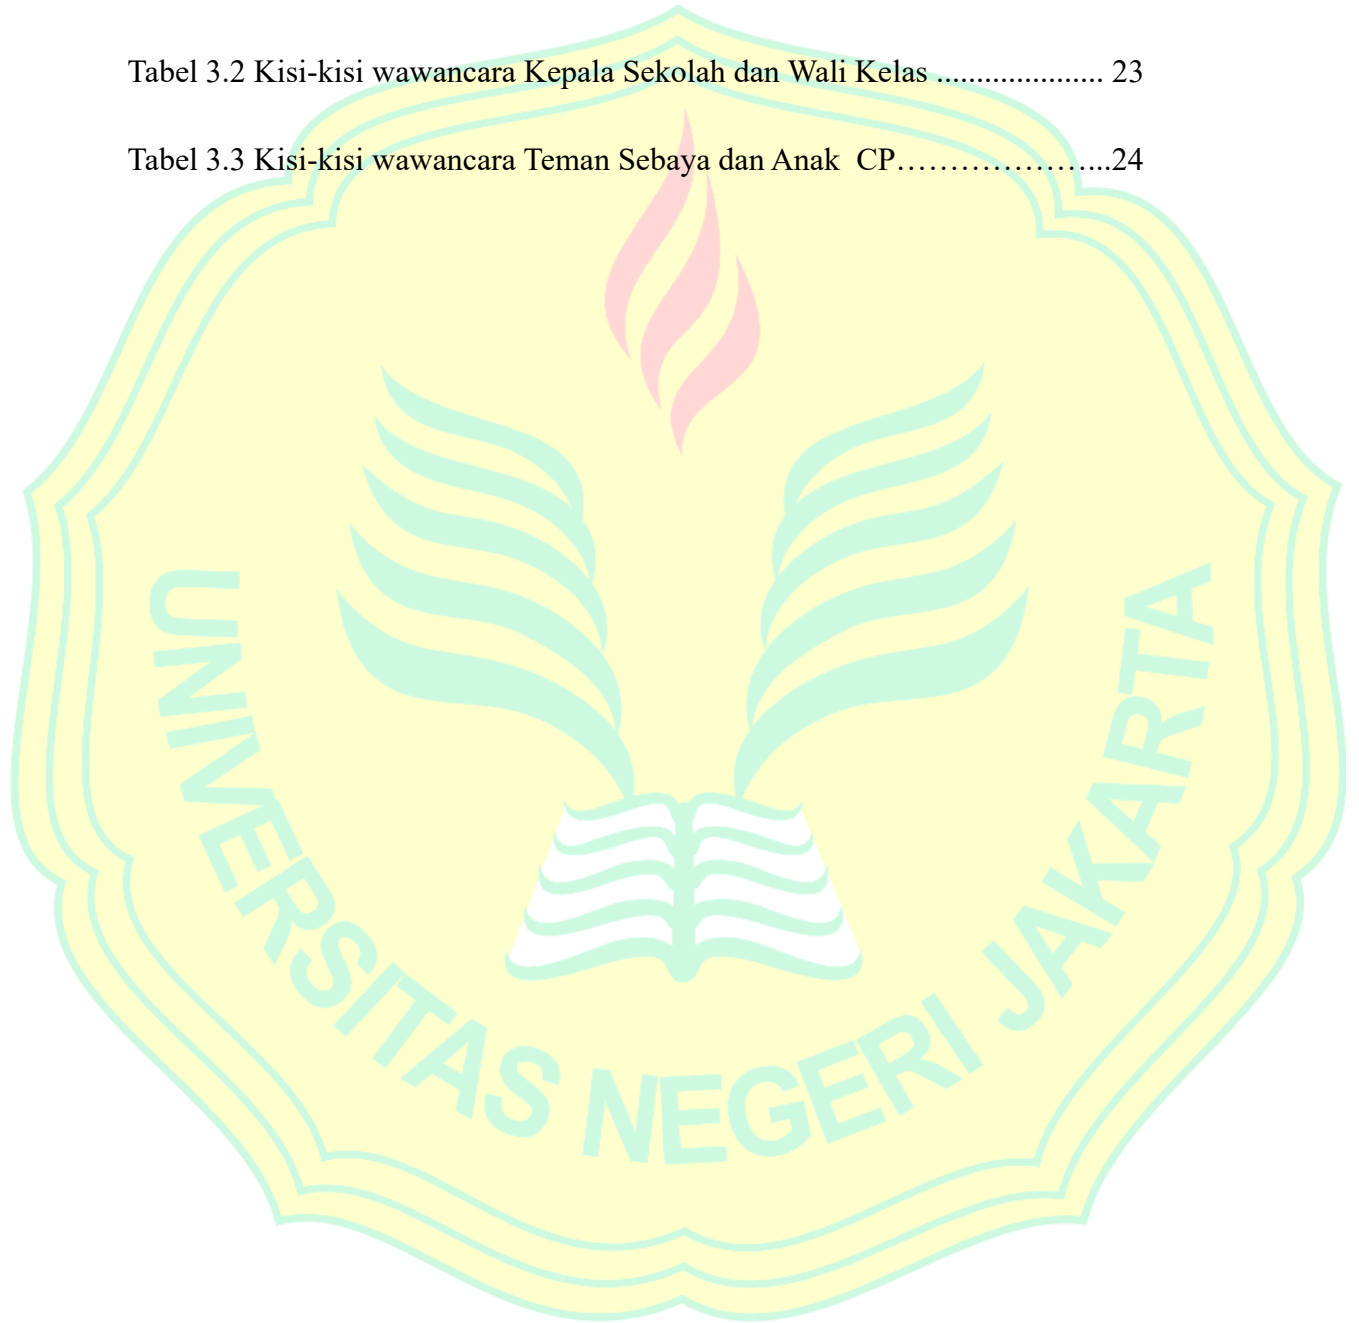 Tabel 3.2 Kisi-kisi wawancara Kepala Sekolah dan Wali Kelas ..................... 23
Tabel 3.3 Kisi-kisi wawancara Teman Sebaya dan Anak  CP…………………...24
UNIVERSITAS NEGERI JAKARTA